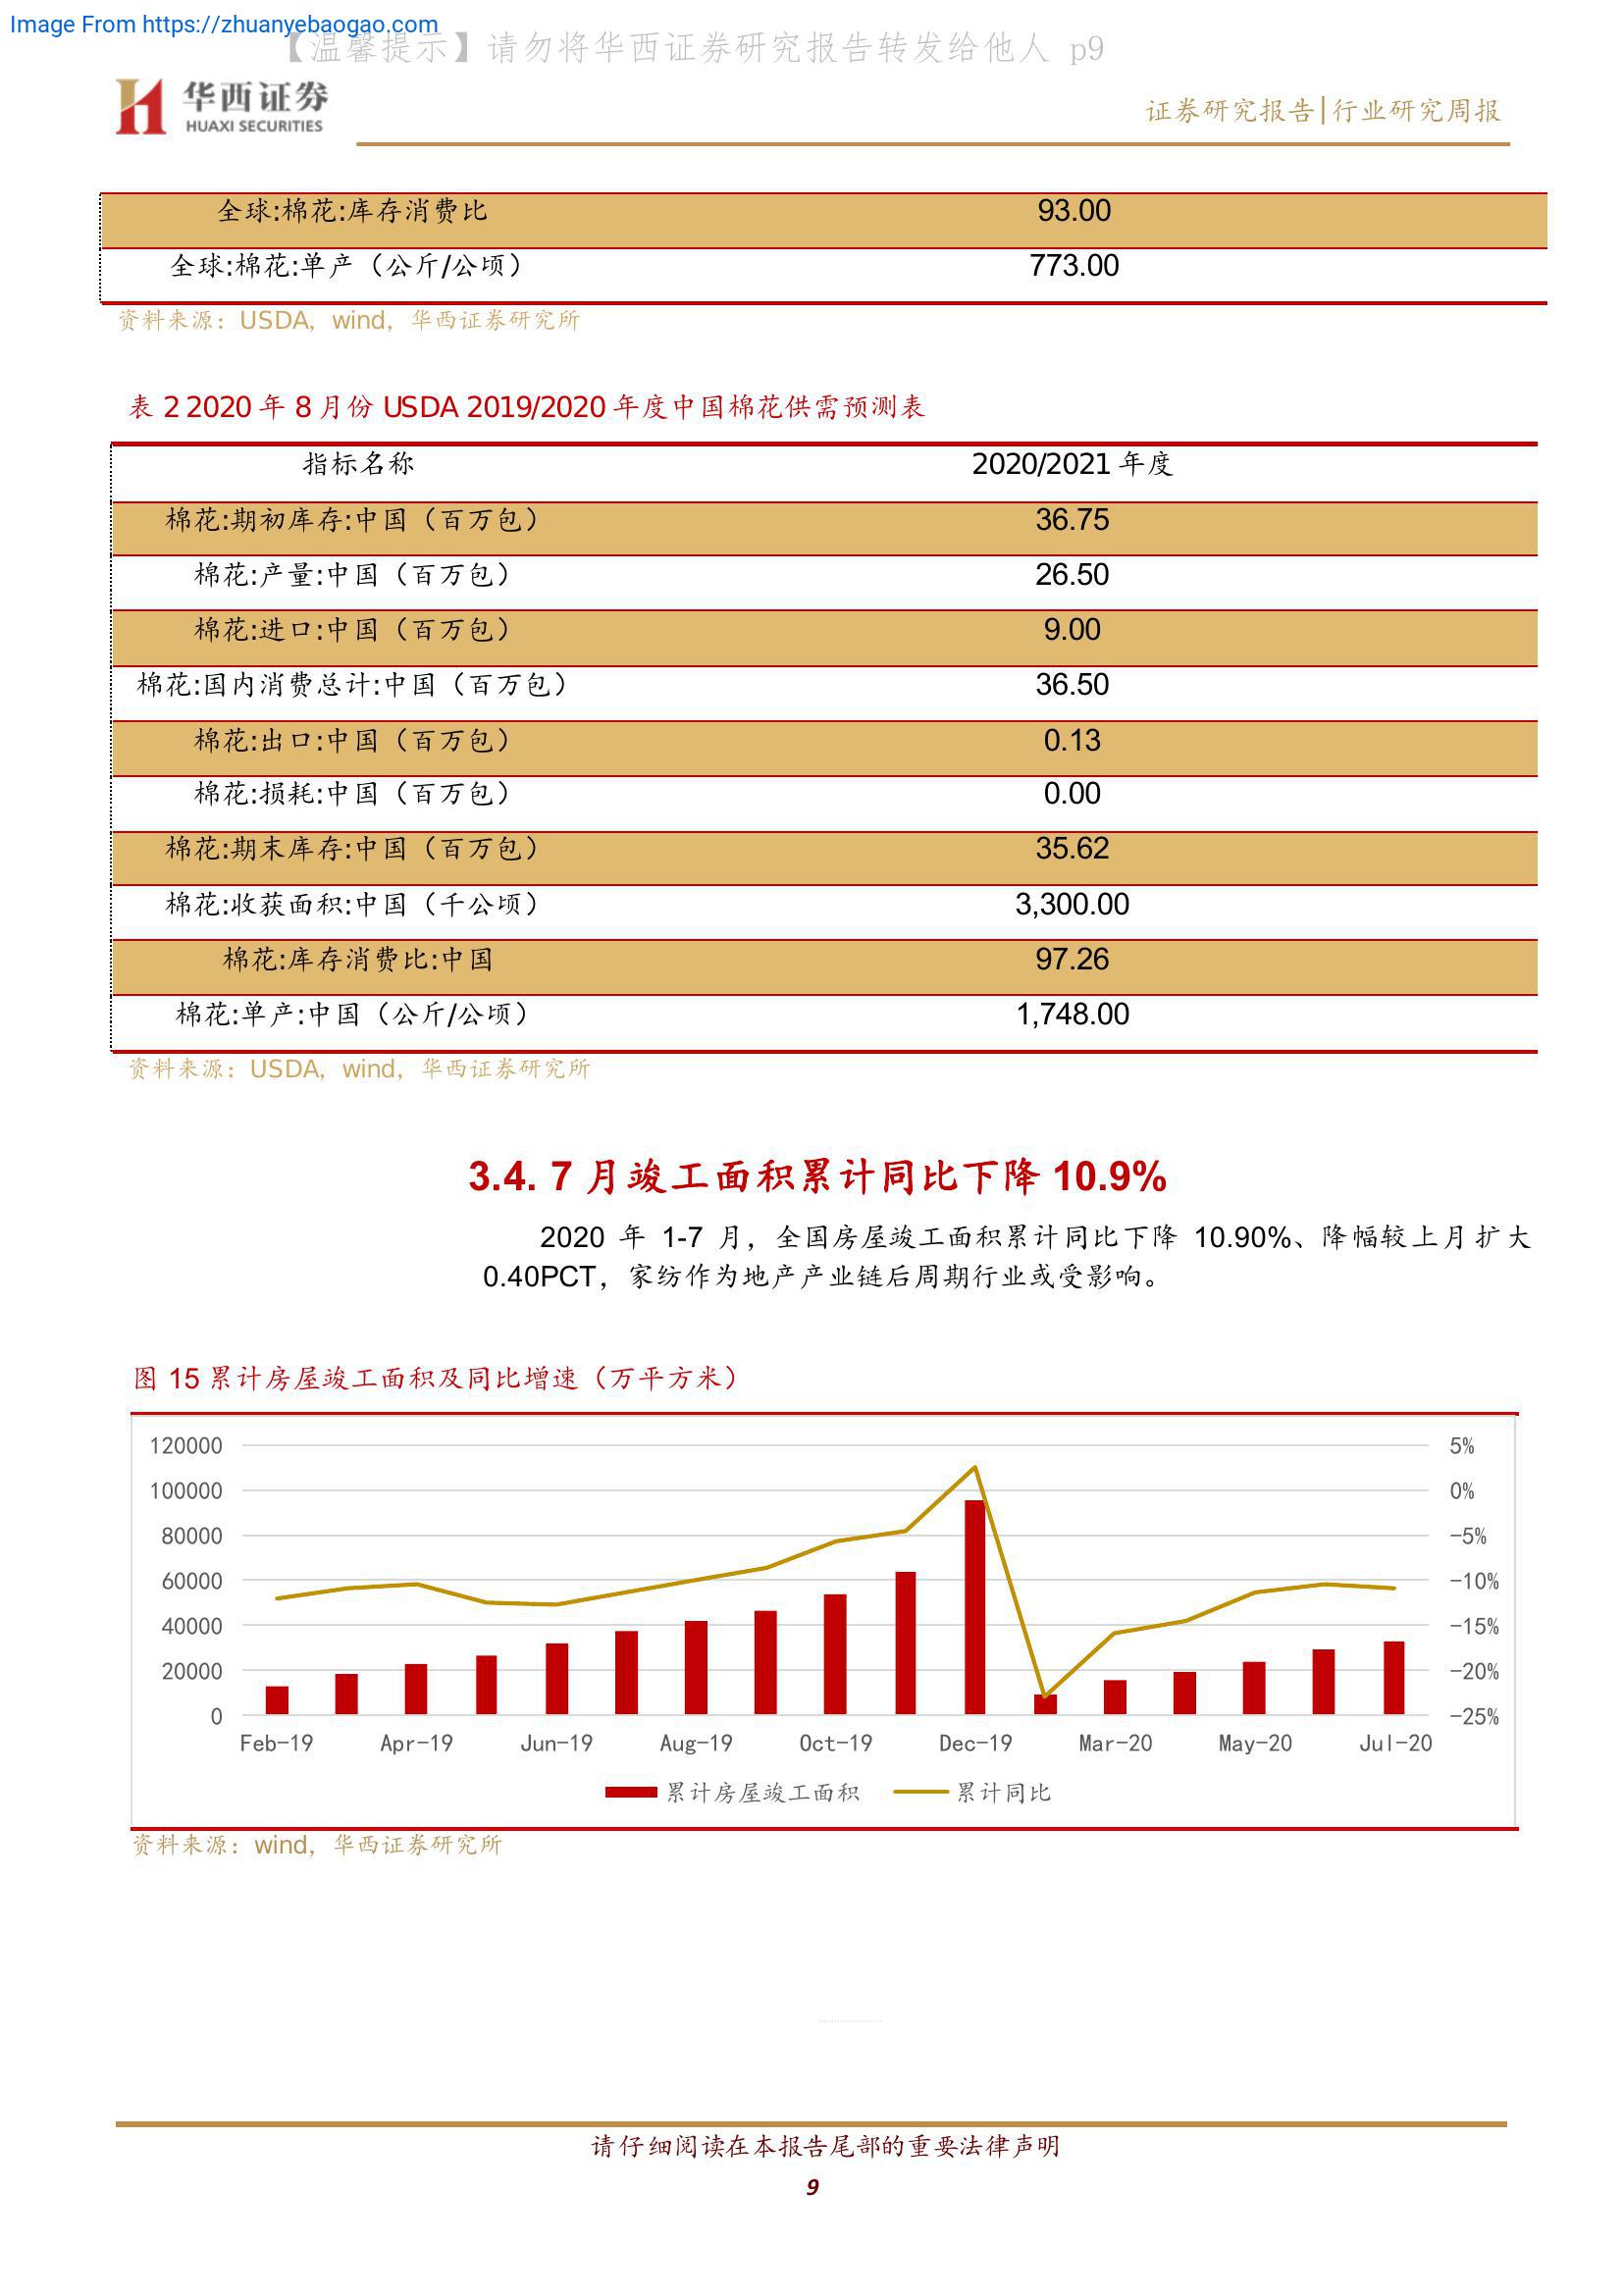 Image From https://zhuanyebaogao.com
【温馨提示】请勿将华西证券研究报告转发给他人 p9
华西证券
HUAXI SECURITIES
证券研究报告|行业研究周报
全球:棉花:库存消费比 93.00
全球:棉花:单产（公斤/公顷） 773.00
资料来源：USDA，wind，华西证券研究所
表 2 2020 年 8 月份 USDA 2019/2020 年度中国棉花供需预测表
指标名称 2020/2021 年度
棉花:期初库存:中国（百万包） 36.75
棉花:产量:中国（百万包） 26.50
棉花:进口:中国（百万包） 9.00
棉花:国内消费总计:中国（百万包） 36.50
棉花:出口:中国（百万包） 0.13
棉花:损耗:中国（百万包） 0.00
棉花:期末库存:中国（百万包） 35.62
棉花:收获面积:中国（千公顷） 3,300.00
棉花:库存消费比:中国 97.26
棉花:单产:中国（公斤/公顷） 1,748.00
资料来源：USDA，wind，华西证券研究所
3.4. 7 月竣工面积累计同比下降 10.9%
2020 年 1-7 月，全国房屋竣工面积累计同比下降 10.90%、降幅较上月扩大
0.40PCT，家纺作为地产产业链后周期行业或受影响。
图 15 累计房屋竣工面积及同比增速（万平方米）
120000 5%
100000 0%
80000 -5%
60000 -10%
40000 -15%
20000 -20%
0 -25%
Feb-19 Apr-19 Jun-19 Aug-19 Oct-19 Dec-19 Mar-20 May-20 Jul-20
累计房屋竣工面积 累计同比
资料来源：wind，华西证券研究所
请仔细阅读在本报告尾部的重要法律声明
9